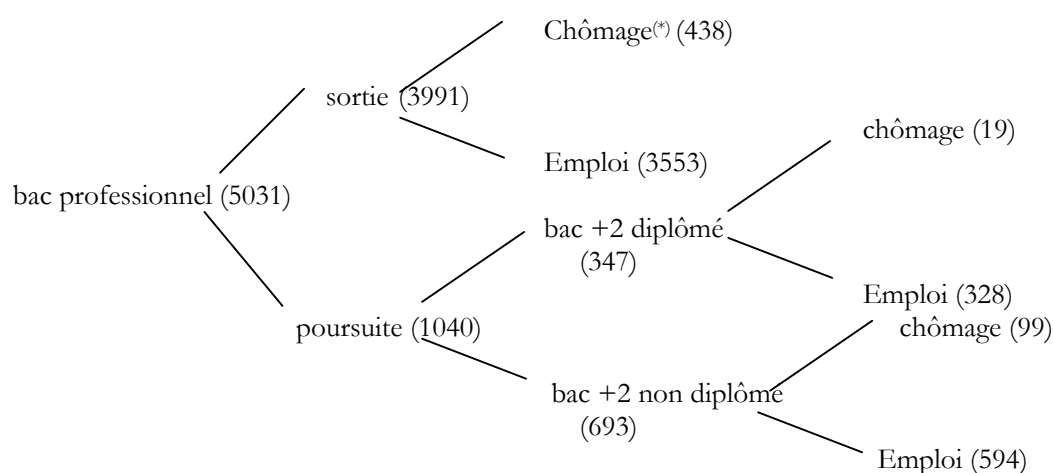 Chômage(*) (438)
sortie (3991)
chômage (19)
Emploi (3553)
bac professionnel (5031)
bac +2 diplômé
(347)
Emploi (328)
poursuite (1040)
chômage (99)
bac +2 non diplômé
(693)
Emploi (594)